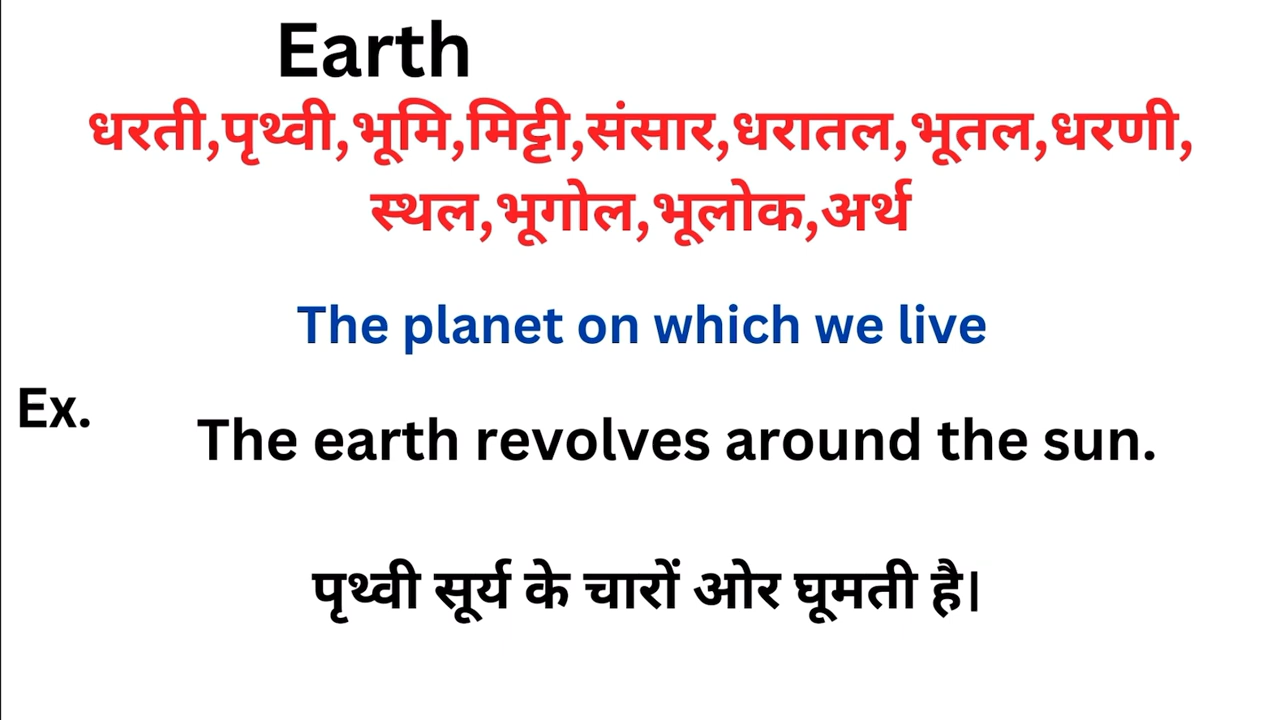 Earth
धरती,पृथ्वी,भूमि,मिट्टी,संसार,धरातल,भूतल,धरणी,
स्थल,भूगोल,भूलोक,अर्थ
The planet on which we live
Ex.
The earth revolves around the sun.
पृथ्वी सूर्य के चारों ओर घूमती है।